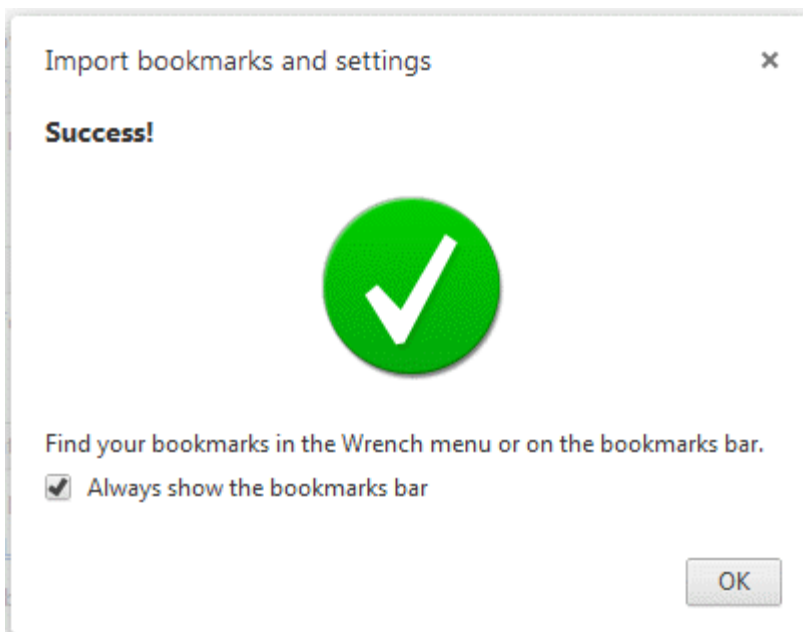 Import bookmarks and settings
Success!
Find your bookmarks in the Wrench menu or on the bookmarks bar.
Always show the bookmarks bar
OK